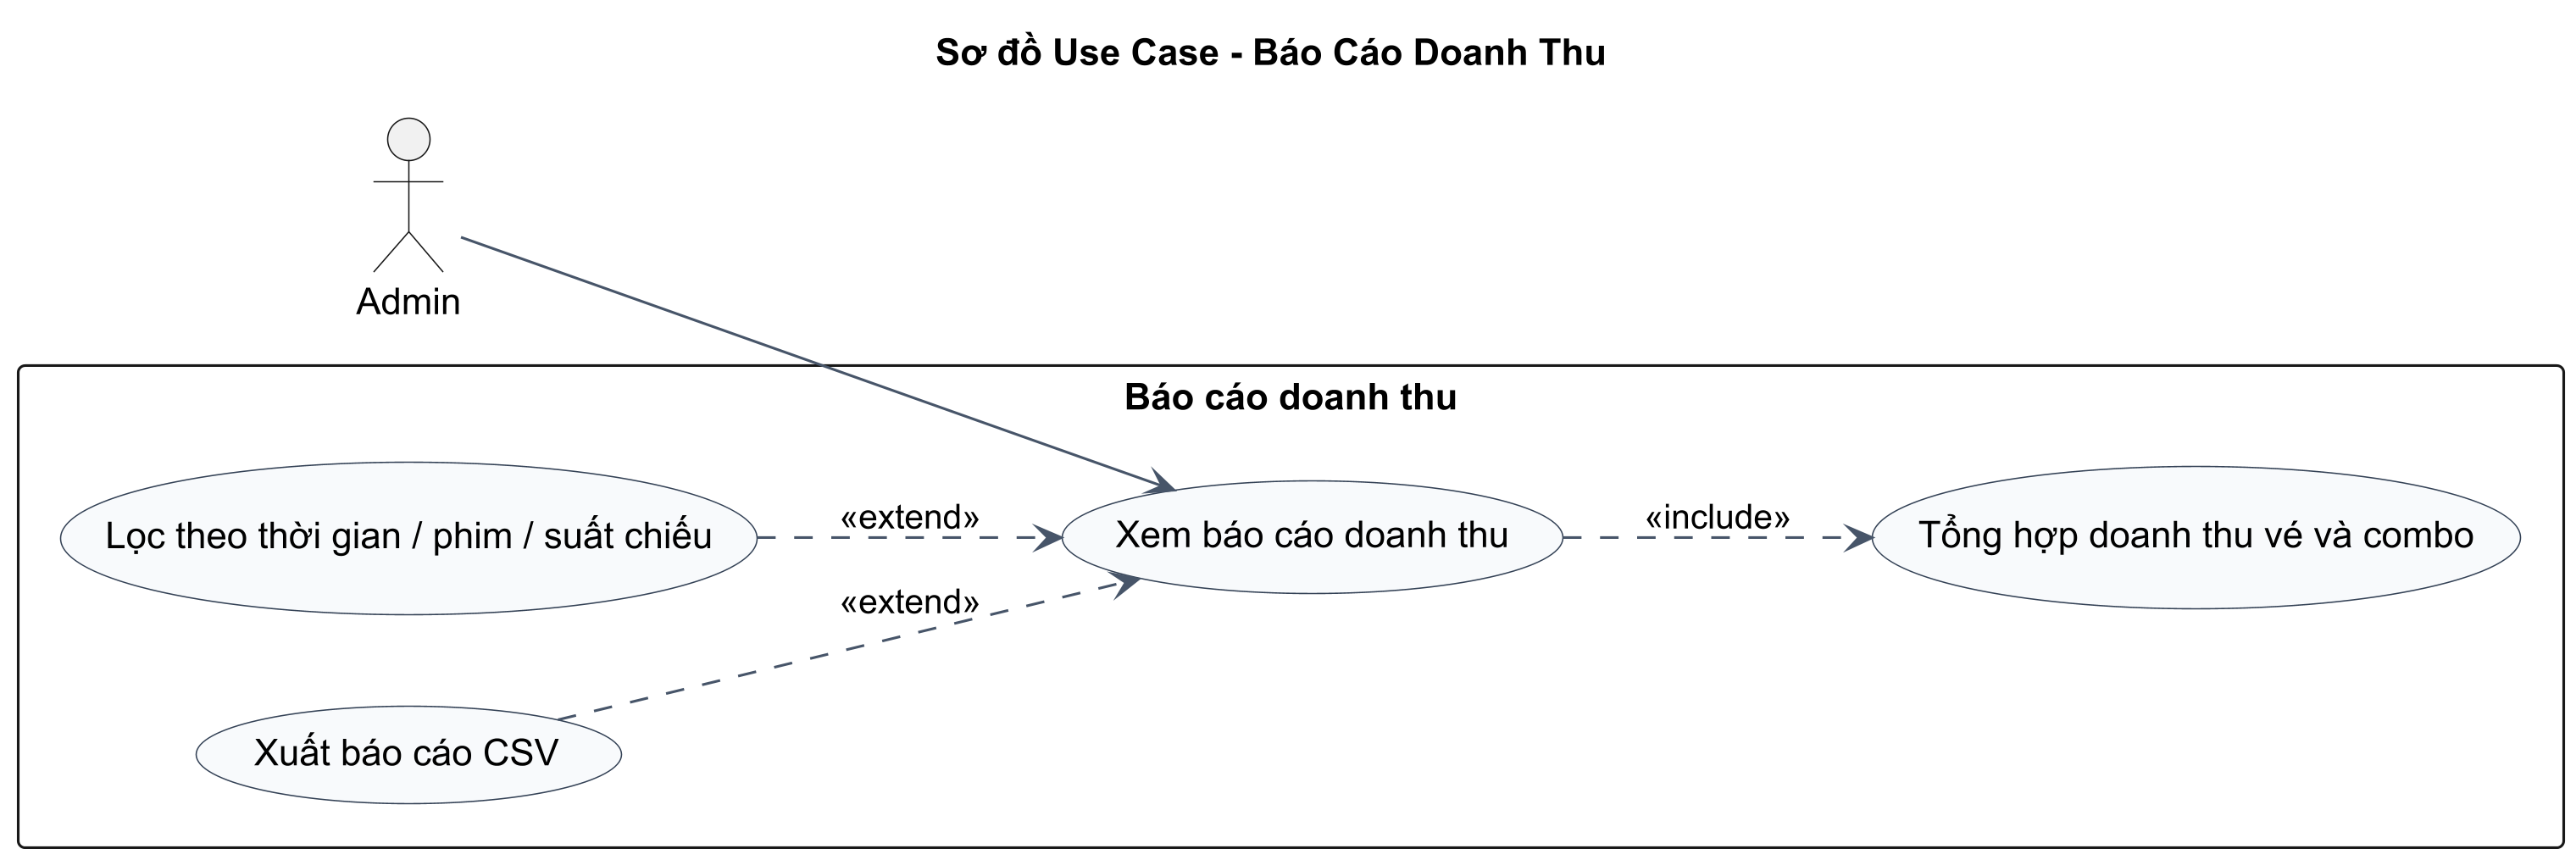 Sơ đồ Use Case - Báo Cáo Doanh Thu
Admin
Báo cáo doanh thu
Lọc theo thời gian / phim / suất chiếu
«extend»
Xem báo cáo doanh thu
«include»
Tổng hợp doanh thu vé và combo
«extend»
Xuất báo cáo CSV